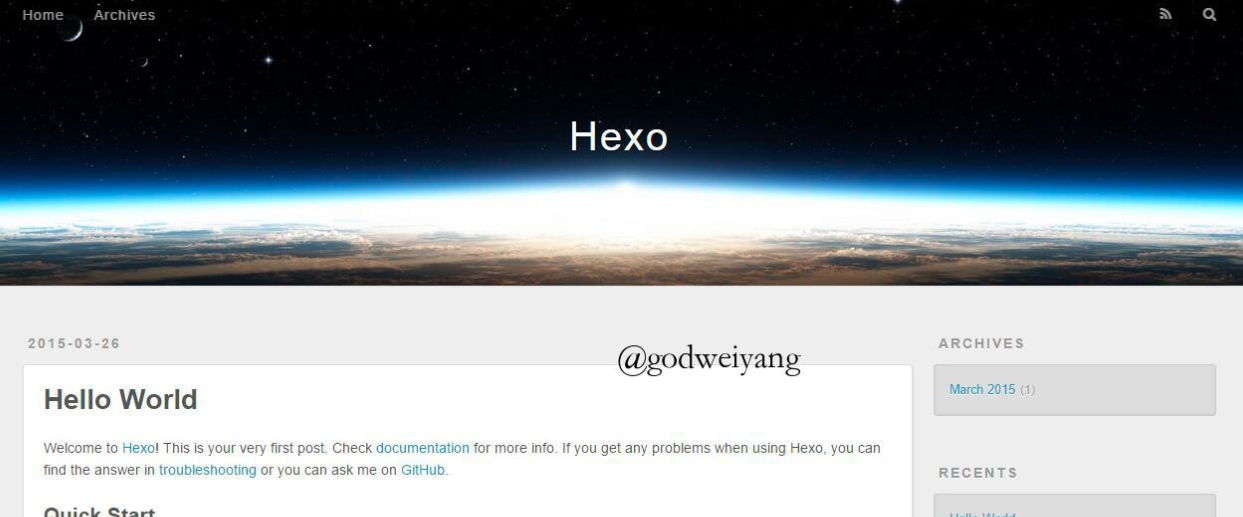 Home Archives
Hexo
2015-03-26
@godweiyang
Hello World
Welcome to Hexo! This is your very first post. Check documentation for more info. If you get any problems when using Hexo, you can
find the answer in troubleshooting or you can ask me on GitHub.
Quick Start
ARCHIVES
March 2015 (1)
RECENTS
Hello World